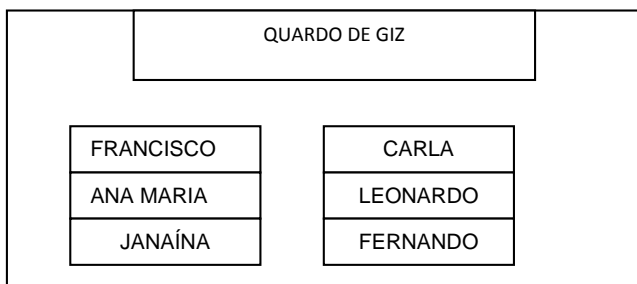 QUARDO DE GIZ
FRANCISCO
CARLA
ANA MARIA
LEONARDO
JANAÍNA
FERNANDO